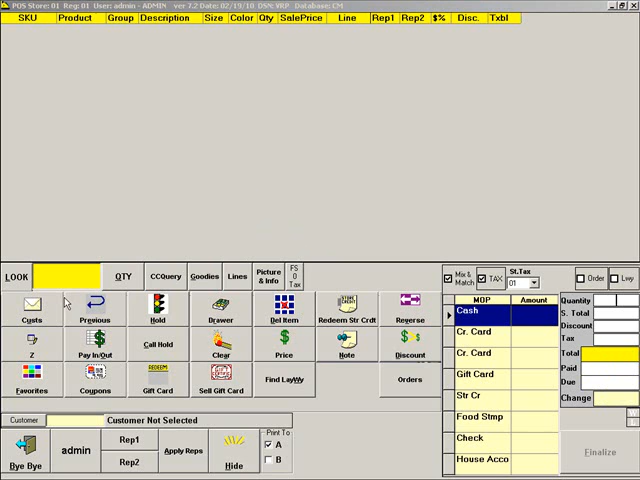 POS Store: 01 Reg: 01 User: admin - ADMIN ver 7.2 Date: 02/19/10 DSN: VRP Database: CM
SKU Product Group Description Size Color Qty SalePrice Line Rep1 Rep2 $% Disc. Txbl
LOOK QTY CCQuery Goodies Lines Picture & Info FS 0 Tax
Mix & Match TAX St.Tax 01 Order Lwy
Custs Previous Hold Drawer Del Item Redeem Str Crdt Reverse
Z Pay In/Out Call Hold Clear Price Note Discount
Favorites Coupons Gift Card Sell Gift Card Find LayWy Orders
MOP Amount
Cash
Cr. Card
Cr. Card
Gift Card
Str Cr
Food Stmp
Check
House Acco
Quantity
S. Total
Discount
Tax
Total
Paid
Due
Change
Customer Customer Not Selected
Bye Bye admin Rep1 Rep2 Apply Reps Hide
Print To
A
B
Finalize